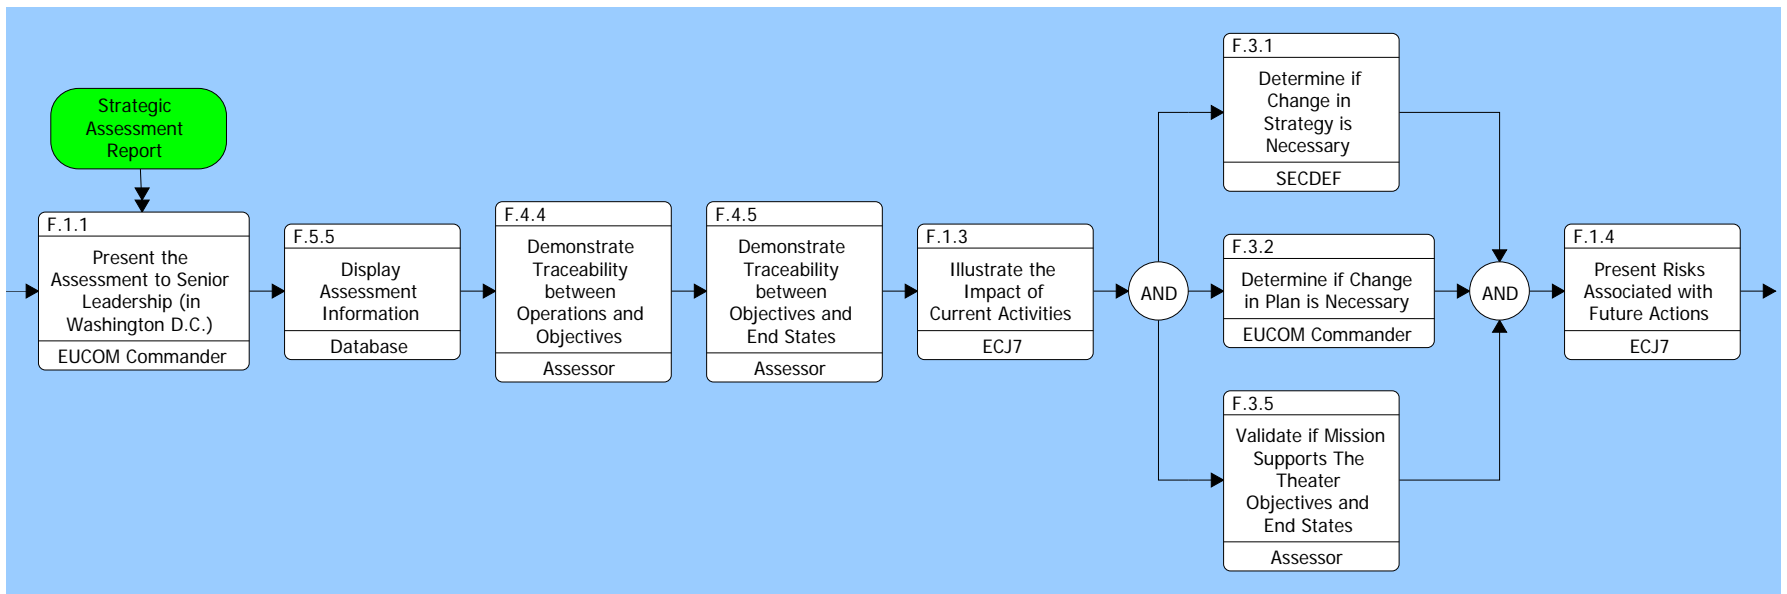 Strategic
Assessment
Report
F.1.1
Present the
Assessment to Senior
Leadership (in
Washington D.C.)
EUCOM Commander
F.5.5
Display
Assessment
Information
Database
F.4.4
Demonstrate
Traceability
between
Operations and
Objectives
Assessor
F.4.5
Demonstrate
Traceability
between
Objectives and
End States
Assessor
F.1.3
Illustrate the
Impact of
Current Activities
ECJ7
AND
F.3.1
Determine if
Change in
Strategy is
Necessary
SECDEF
F.3.2
Determine if Change
in Plan is Necessary
EUCOM Commander
F.3.5
Validate if Mission
Supports The
Theater
Objectives and
End States
Assessor
AND
F.1.4
Present Risks
Associated with
Future Actions
ECJ7